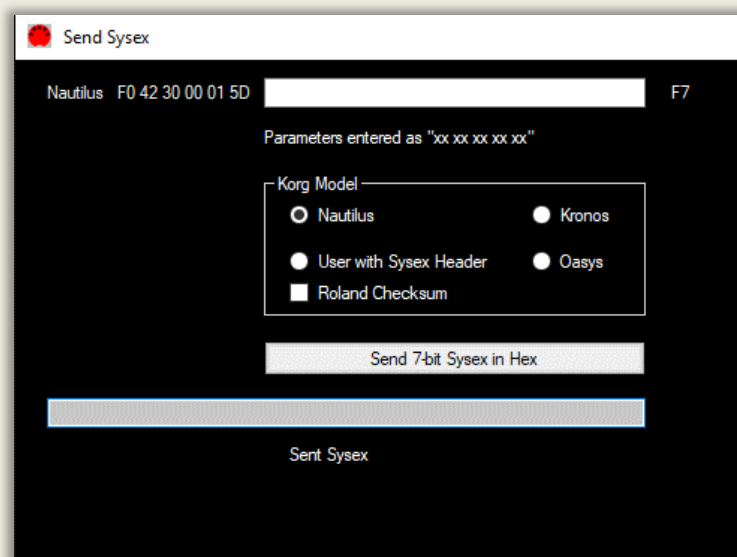 Send Sysex
Nautilus F0 42 30 00 01 5D F7
Parameters entered as "xx xx xx xx xx"
Korg Model
Nautilus Kronos
User with Sysex Header Oasys
Roland Checksum
Send 7-bit Sysex in Hex
Sent Sysex